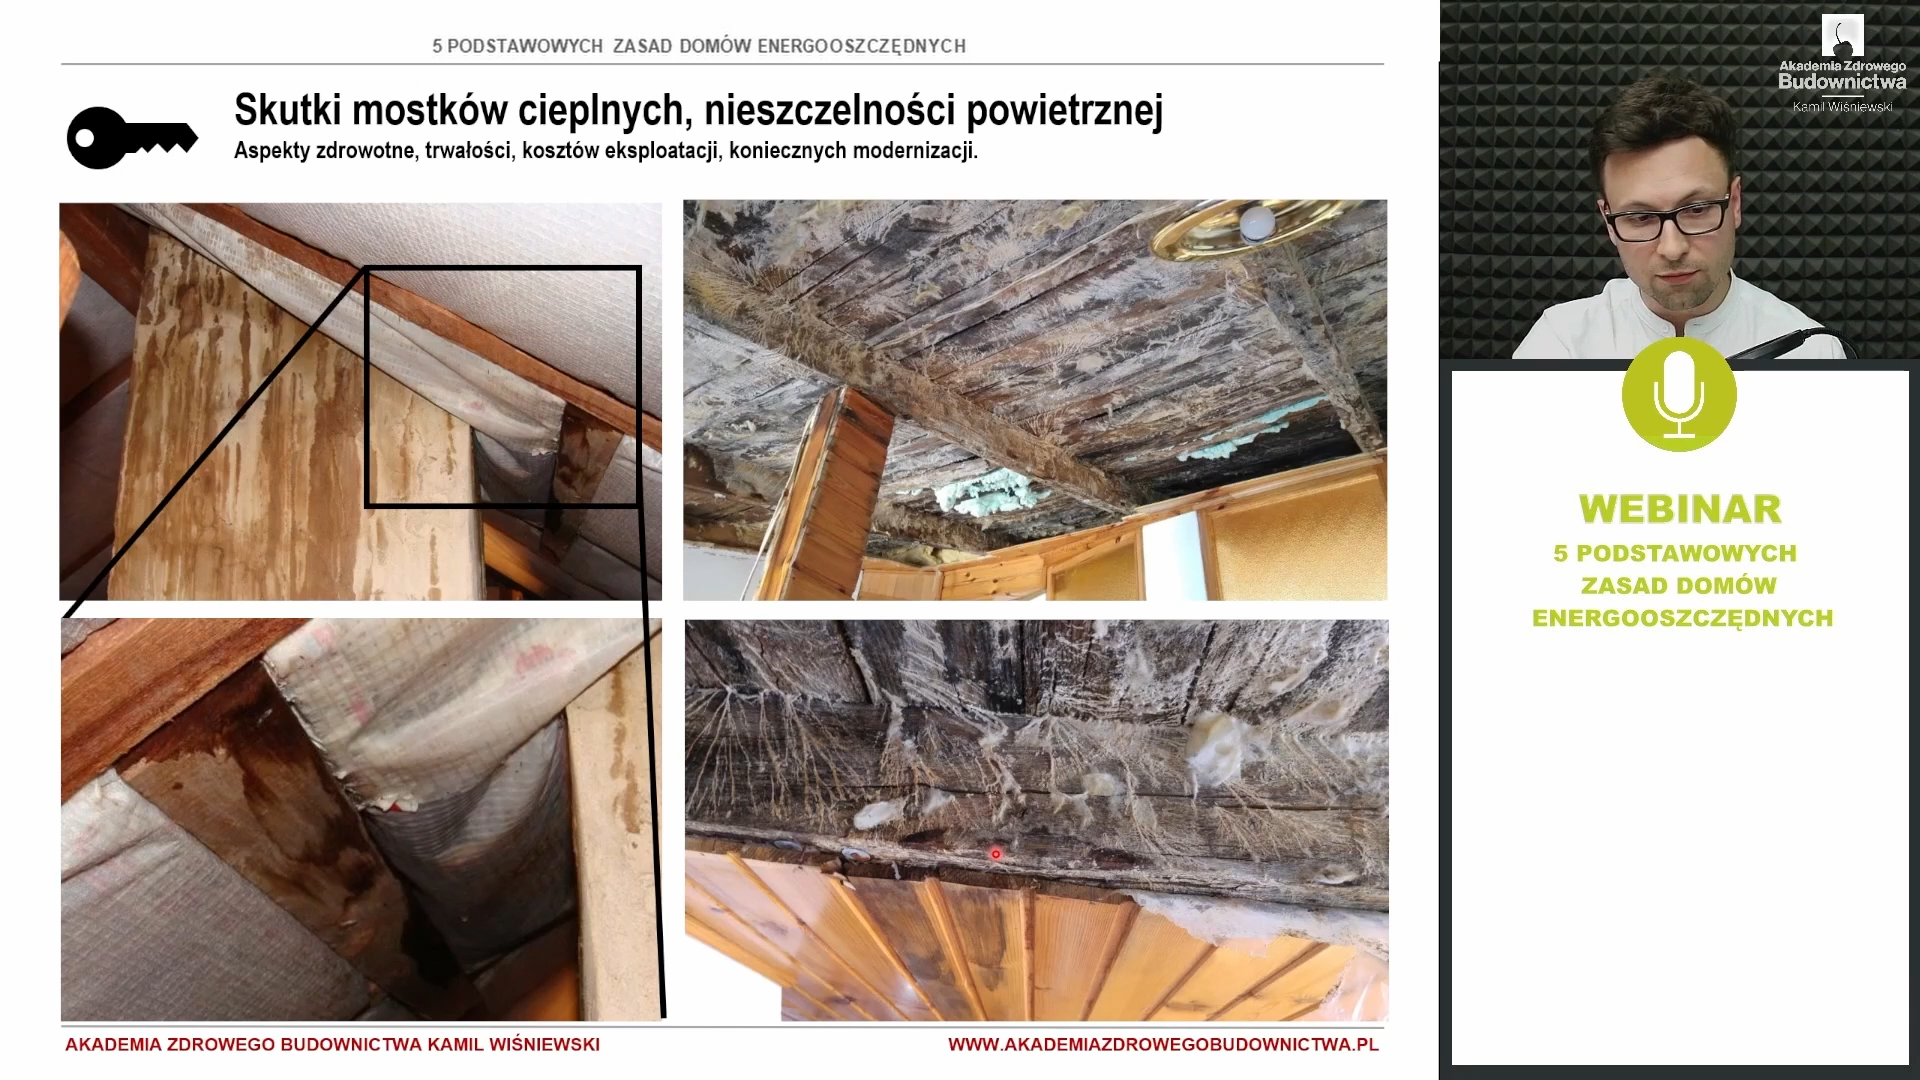 5 PODSTAWOWYCH ZASAD DOMÓW ENERGOOSZCZĘDNYCH
Skutki mostków cieplnych, nieszczelności powietrznej
Aspekty zdrowotne, trwałości, kosztów eksploatacji, koniecznych modernizacji.
AKADEMIA ZDROWEGO BUDOWNICTWA KAMIL WIŚNIEWSKI
WWW.AKADEMIAZDROWEGOBUDOWNICTWA.PL
Akademia Zdrowego
Budownictwa
Kamil Wiśniewski
WEBINAR
5 PODSTAWOWYCH
ZASAD DOMÓW
ENERGOOSZCZĘDNYCH